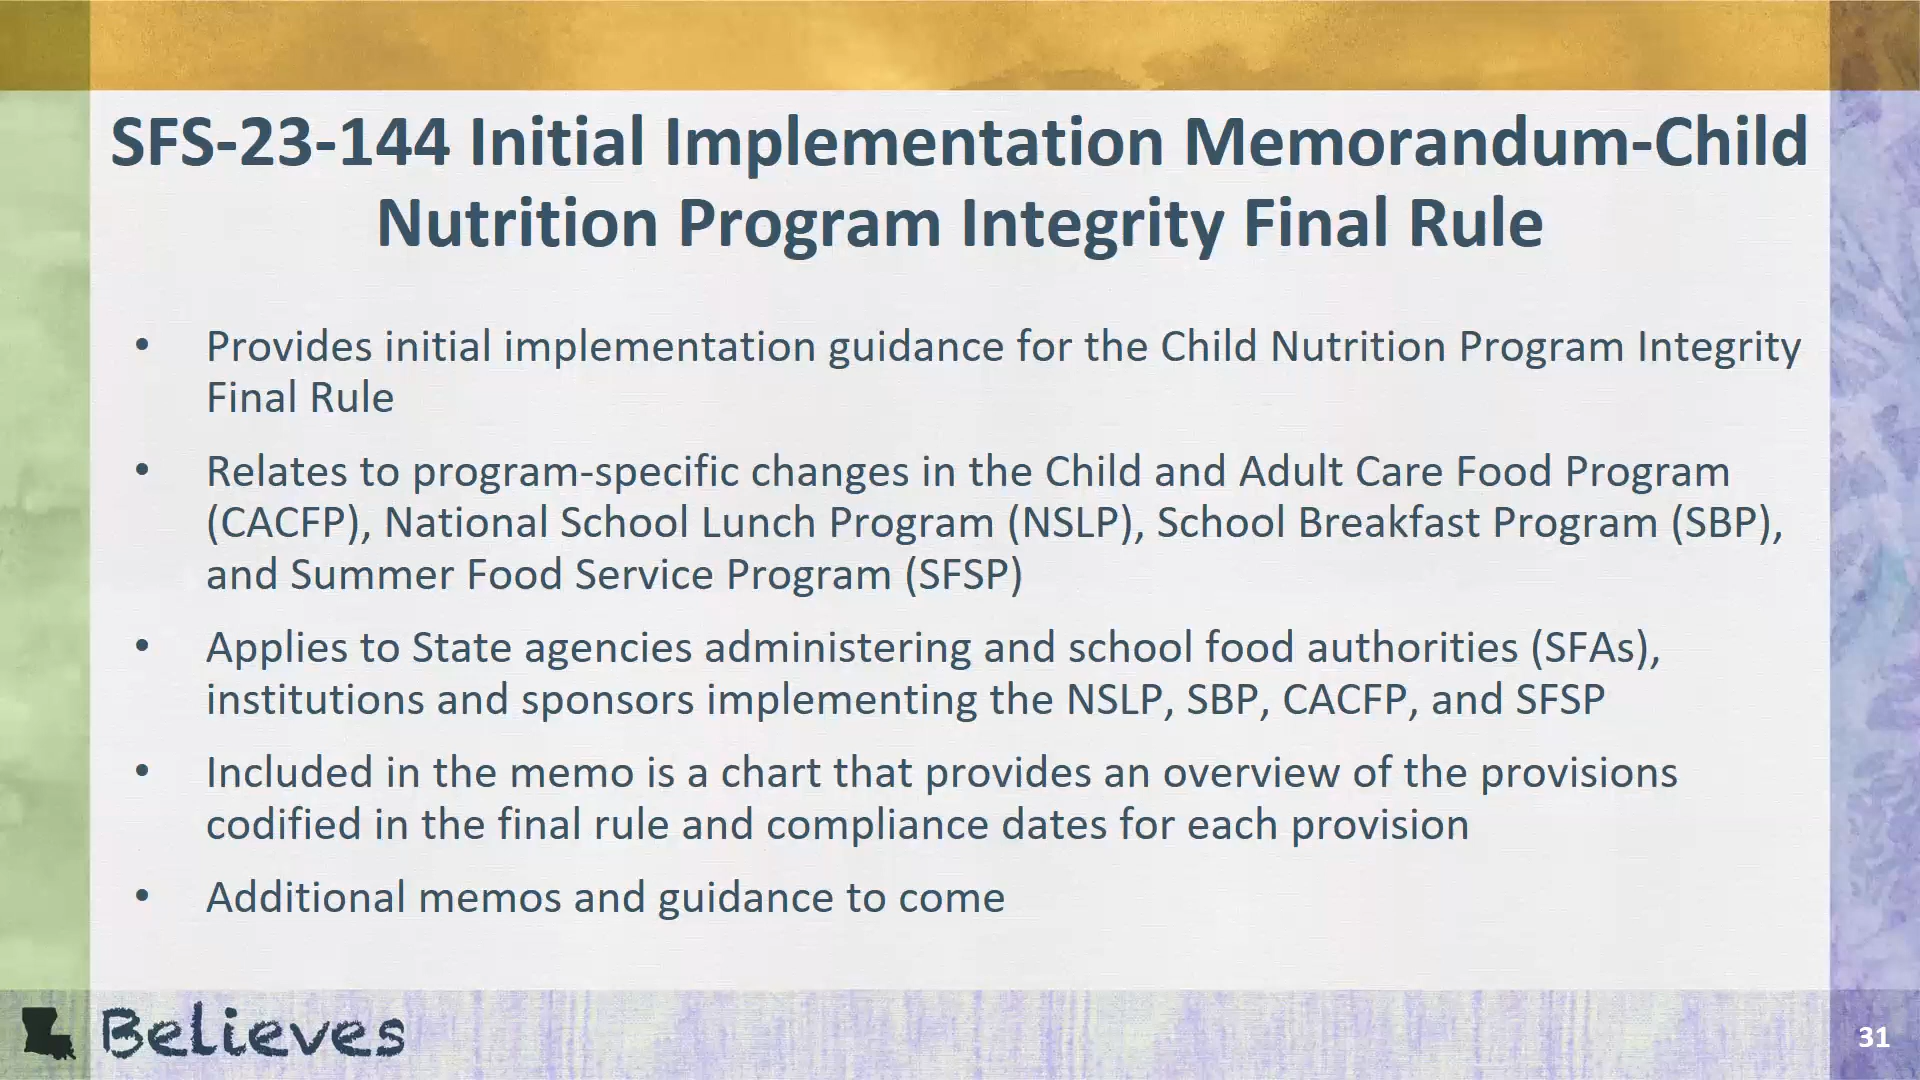 SFS-23-144 Initial Implementation Memorandum-Child
Nutrition Program Integrity Final Rule
• Provides initial implementation guidance for the Child Nutrition Program Integrity
Final Rule
• Relates to program-specific changes in the Child and Adult Care Food Program
(CACFP), National School Lunch Program (NSLP), School Breakfast Program (SBP),
and Summer Food Service Program (SFSP)
• Applies to State agencies administering and school food authorities (SFAs),
institutions and sponsors implementing the NSLP, SBP, CACFP, and SFSP
• Included in the memo is a chart that provides an overview of the provisions
codified in the final rule and compliance dates for each provision
• Additional memos and guidance to come
Believes
31